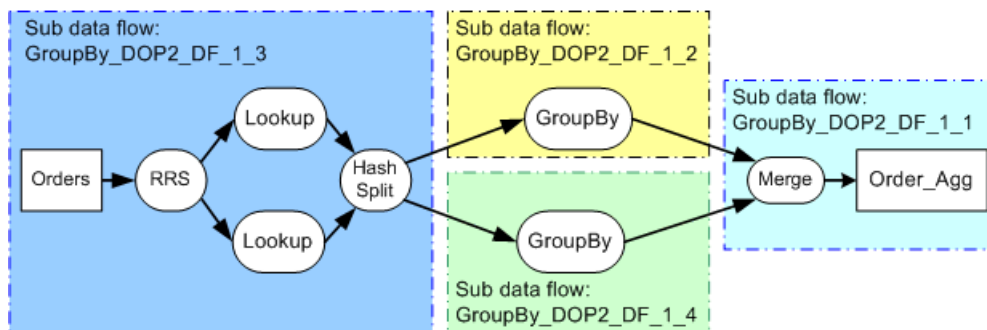 Sub data flow:
GroupBy_DOP2_DF_1_3
Orders
RRS
Lookup
Lookup
Hash
Split
Sub data flow:
GroupBy_DOP2_DF_1_2
GroupBy
GroupBy
Sub data flow:
GroupBy_DOP2_DF_1_4
Sub data flow:
GroupBy_DOP2_DF_1_1
Merge
Order_Agg